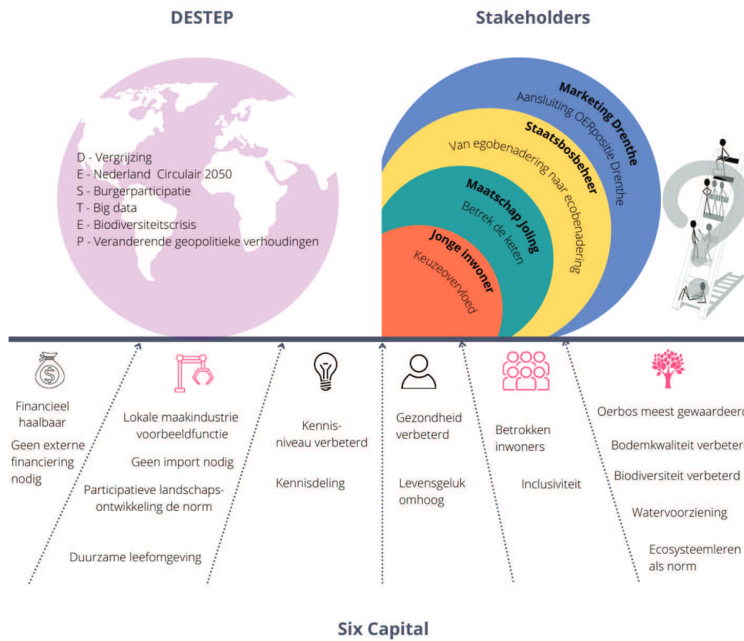 DESTEP
Stakeholders
D - Vergrijzing
E - Nederland Circulair 2050
S - Burgerparticipatie
T - Big data
E - Biodiversiteitscrisis
P - Veranderende geopolitieke verhoudingen
Marketing Drenthe
Aansluiting OERpositie Drenthe
Staatsbosbeheer
Van egobenadering naar ecobenadering
Maatschap Joling
Betrek de keten
Jonge inwoner
Keuzeovervloed
$
Financieel
haalbaar
Geen externe
financiering
nodig
Lokale maakindustrie
voorbeeldfunctie
Geen import nodig
Participatieve landschaps-
ontwikkeling de norm
Duurzame leefomgeving
Kennis-
niveau verbeterd
Kennisdeling
Gezondheid
verbeterd
Levensgeluk
omhoog
Betrokken
inwoners
Inclusiviteit
Oerbos meest gewaardeerd
Bodemkwaliteit verbeterd
Biodiversiteit verbeterd
Watervoorziening
Ecosysteemleren
als norm
Six Capital